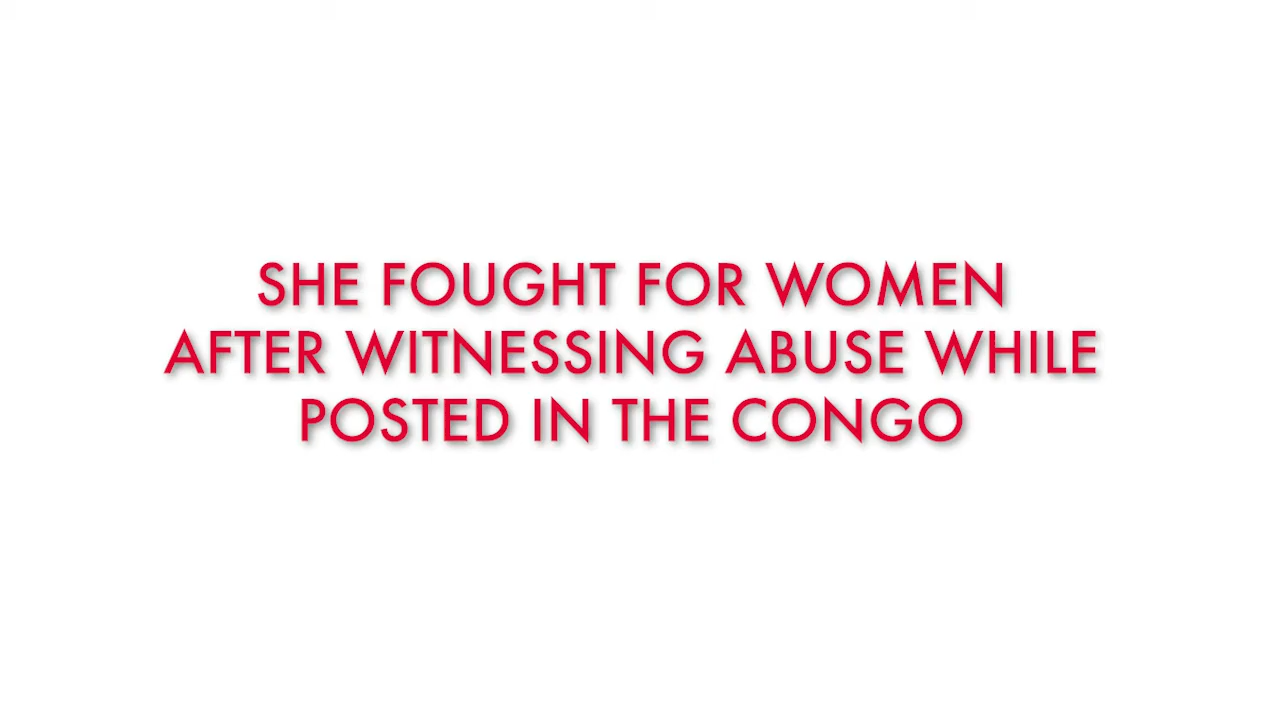 SHE FOUGHT FOR WOMEN
AFTER WITNESSING ABUSE WHILE
POSTED IN THE CONGO